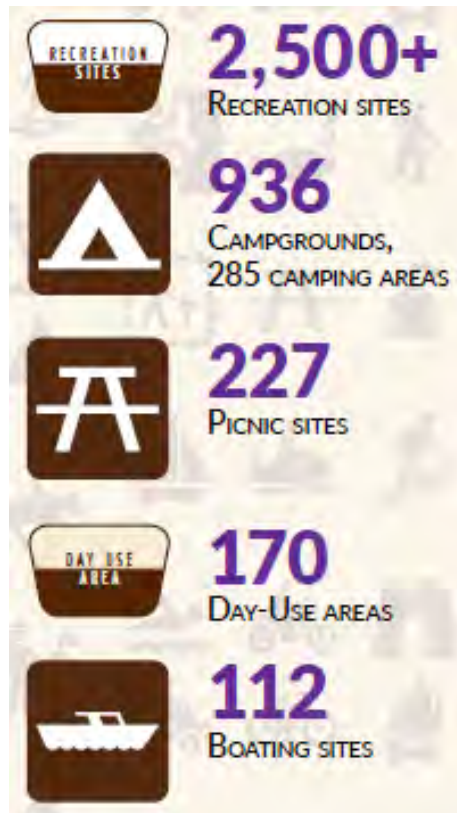 RECREATION
SITES
2,500+
Recreation sites
936
Campgrounds,
285 camping areas
227
Picnic sites
DAY USE
AREA
170
Day-Use areas
112
Boating sites